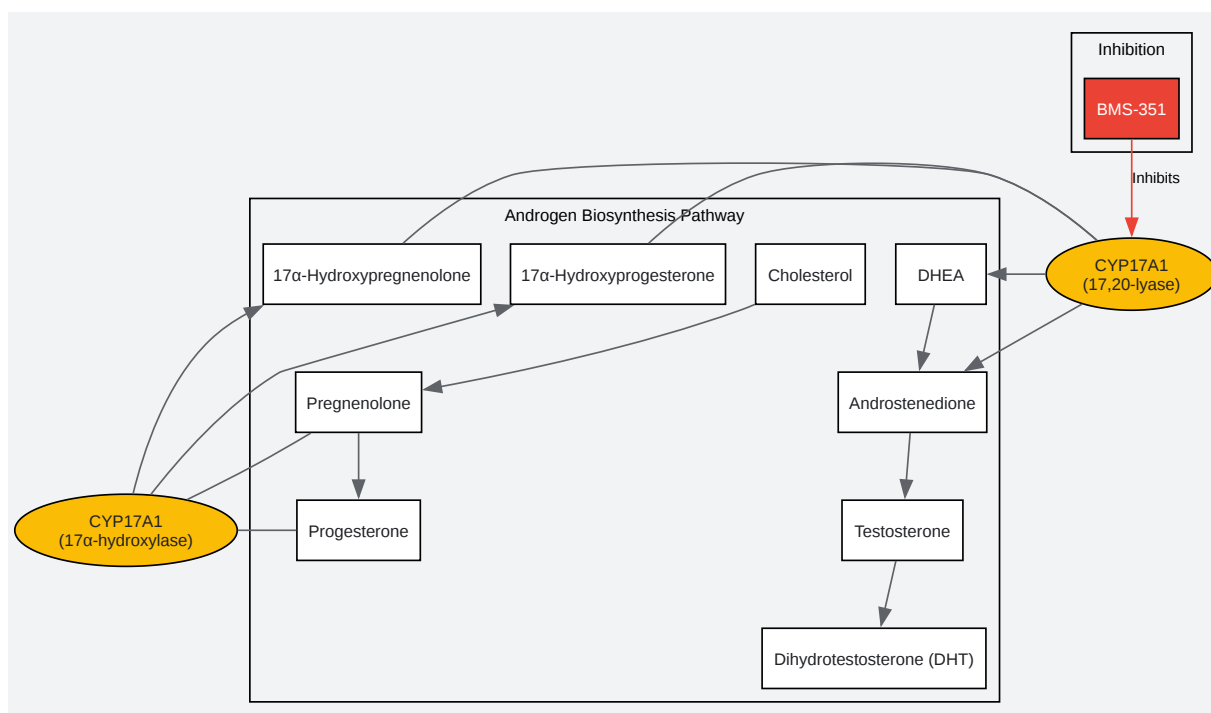 Inhibition
BMS-351
Inhibits
Androgen Biosynthesis Pathway
17α-Hydroxypregnenolone
17α-Hydroxyprogesterone
Cholesterol
DHEA
CYP17A1
(17,20-lyase)
Pregnenolone
Androstenedione
CYP17A1
(17α-hydroxylase)
Progesterone
Testosterone
Dihydrotestosterone (DHT)